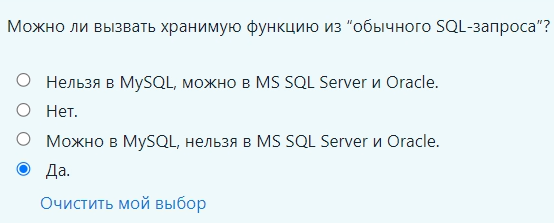 Можно ли вызвать хранимую функцию из “обычного SQL-запроса”?
Нельзя в MySQL, можно в MS SQL Server и Oracle.
Нет.
Можно в MySQL, нельзя в MS SQL Server и Oracle.
Да.
Очистить мой выбор